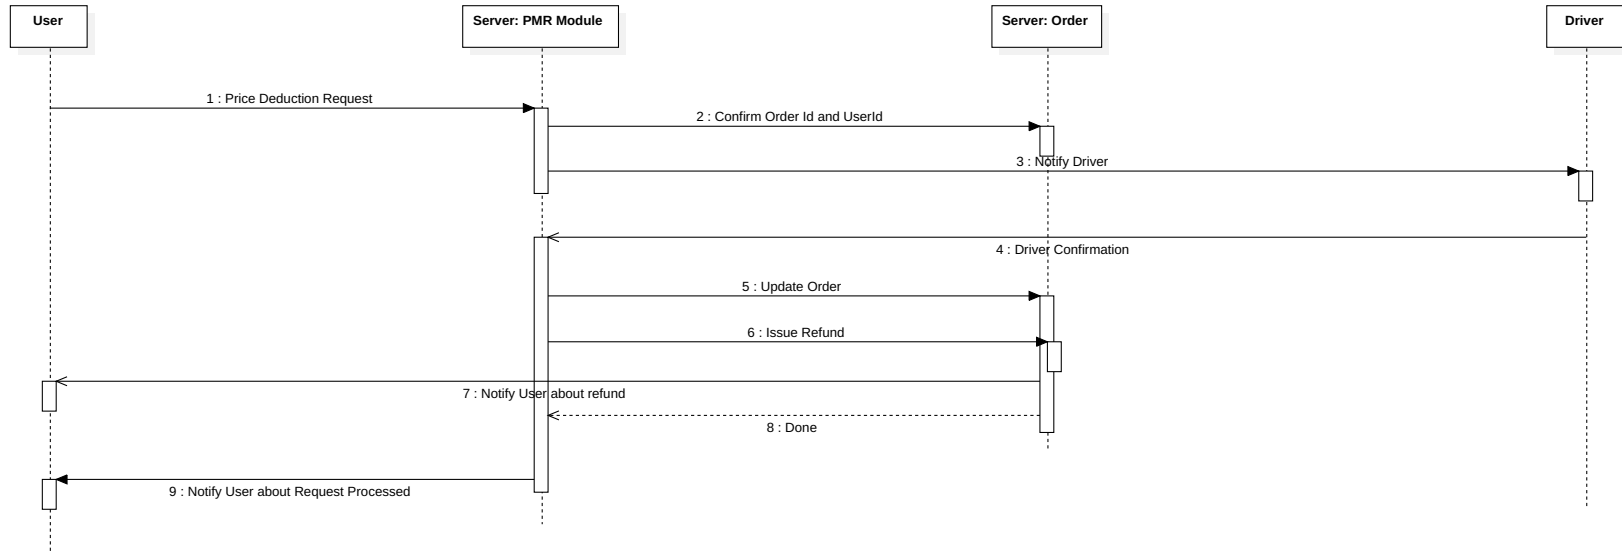 User
Server: PMR Module
Server: Order
Driver
1 : Price Deduction Request
2 : Confirm Order Id and UserId
3 : Notify Driver
4 : Driver Confirmation
5 : Update Order
6 : Issue Refund
7 : Notify User about refund
8 : Done
9 : Notify User about Request Processed